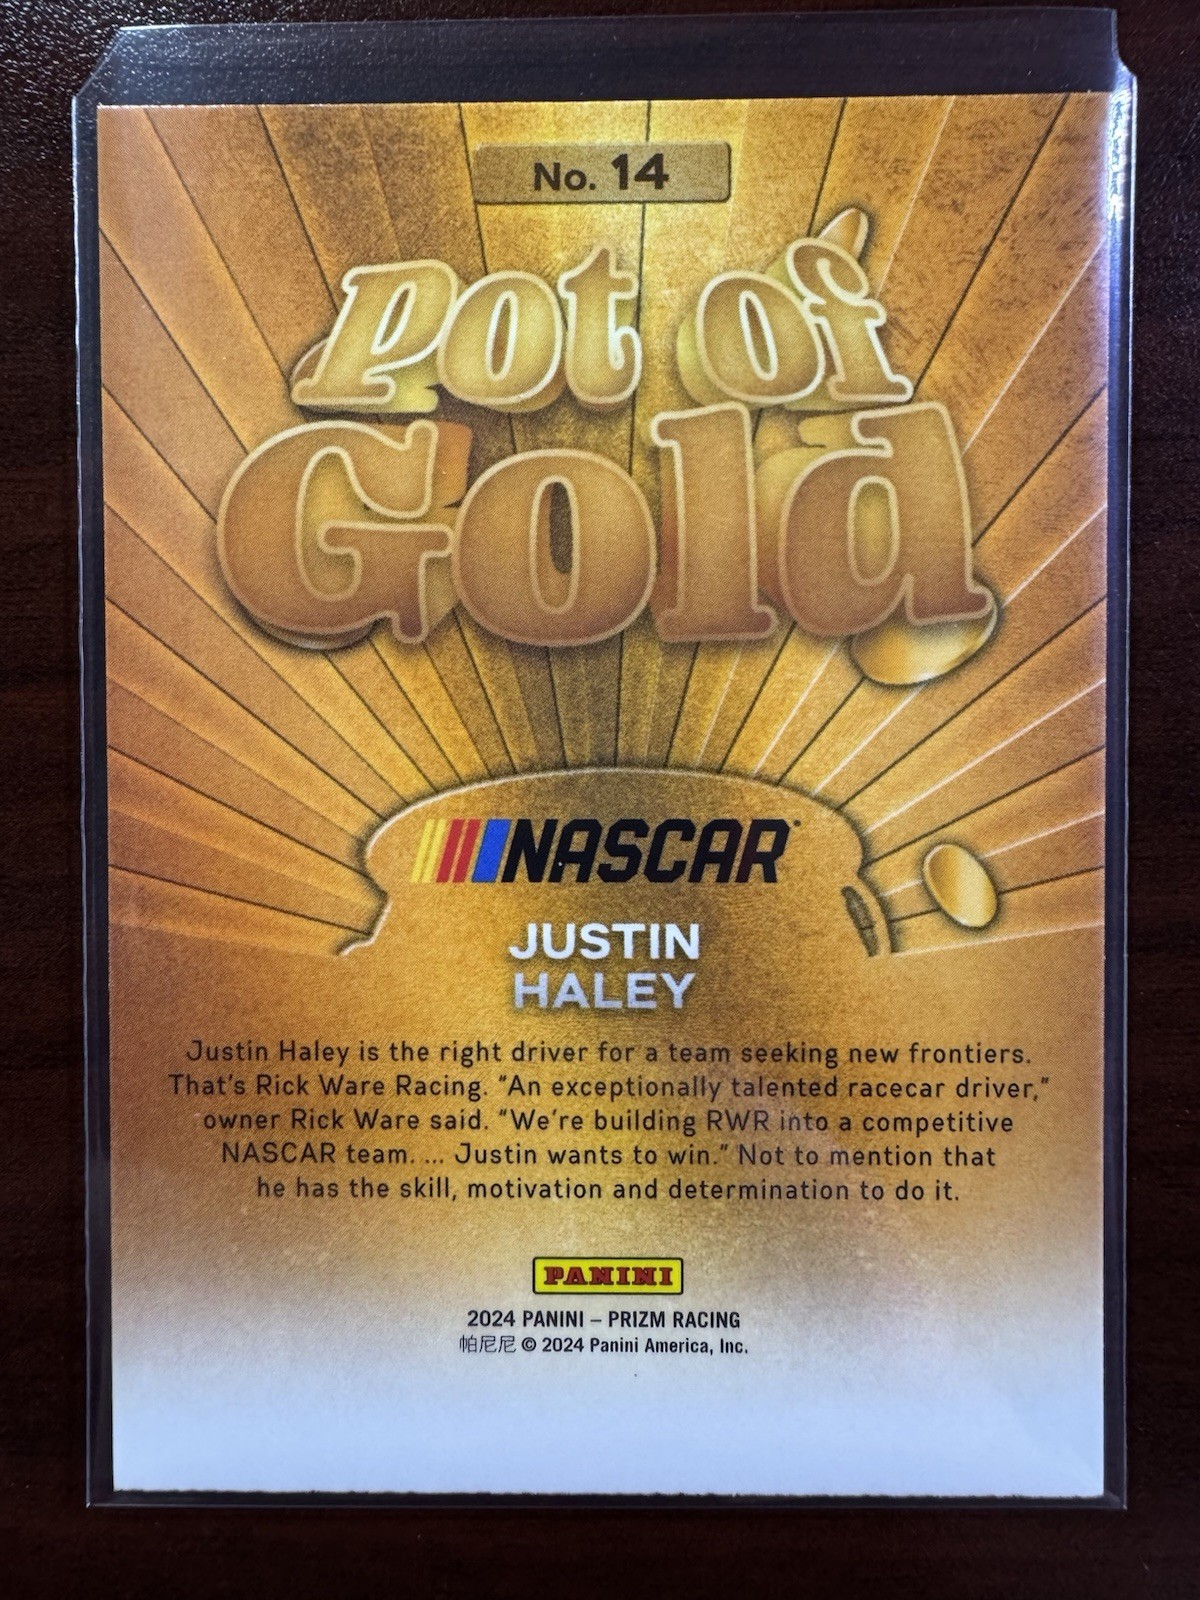 No. 14
Pot of
Gold
NASCAR
JUSTIN
HALEY
Justin Haley is the right driver for a team seeking new frontiers.
That's Rick Ware Racing. "An exceptionally talented racecar driver,"
owner Rick Ware said. "We're building RWR into a competitive
NASCAR team. ... Justin wants to win." Not to mention that
he has the skill, motivation and determination to do it.
PANINI
2024 PANINI – PRIZM RACING
帕尼尼 © 2024 Panini America, Inc.